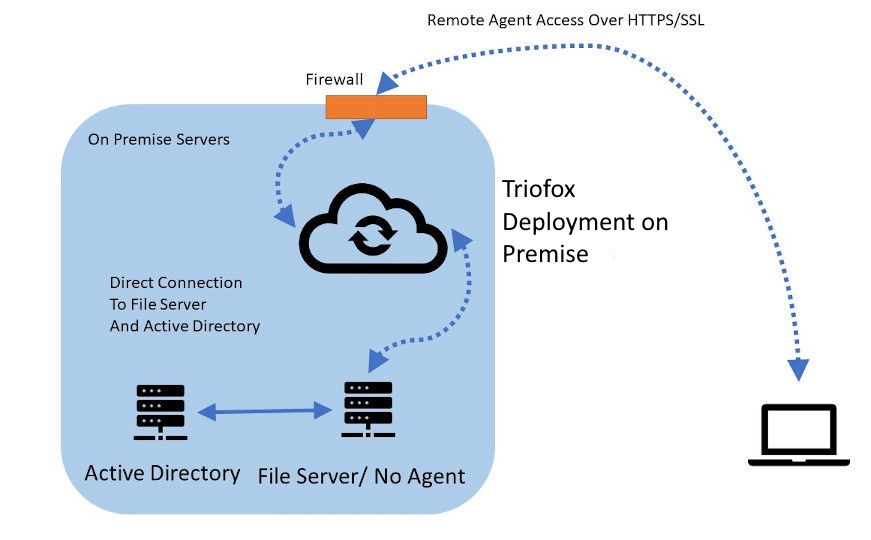 Remote Agent Access Over HTTPS/SSL
Firewall
On Premise Servers
Triofox
Deployment on
Premise
Direct Connection
To File Server
And Active Directory
Active Directory
File Server/ No Agent